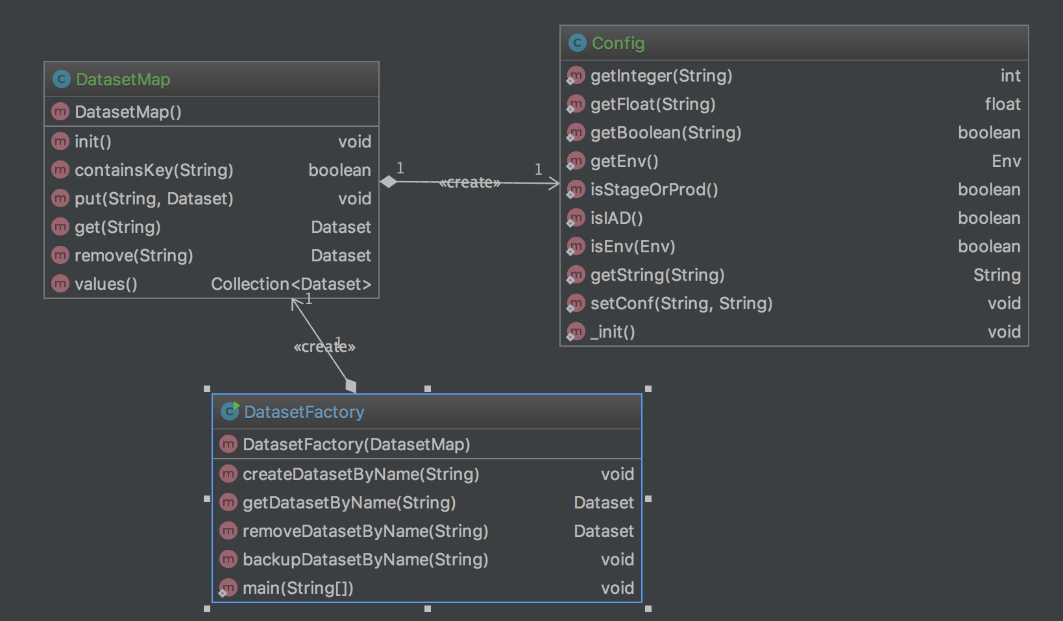 DatasetMap
DatasetMap()
init() void
containsKey(String) boolean
put(String, Dataset) void
get(String) Dataset
remove(String) Dataset
values() Collection<Dataset>
1 «create» 1
Config
getInteger(String) int
getFloat(String) float
getBoolean(String) boolean
getEnv() Env
isStageOrProd() boolean
isIAD() boolean
isEnv(Env) boolean
getString(String) String
setConf(String, String) void
_init() void
1
«create»
1
DatasetFactory
DatasetFactory(DatasetMap)
createDatasetByName(String) void
getDatasetByName(String) Dataset
removeDatasetByName(String) Dataset
backupDatasetByName(String) void
main(String[]) void